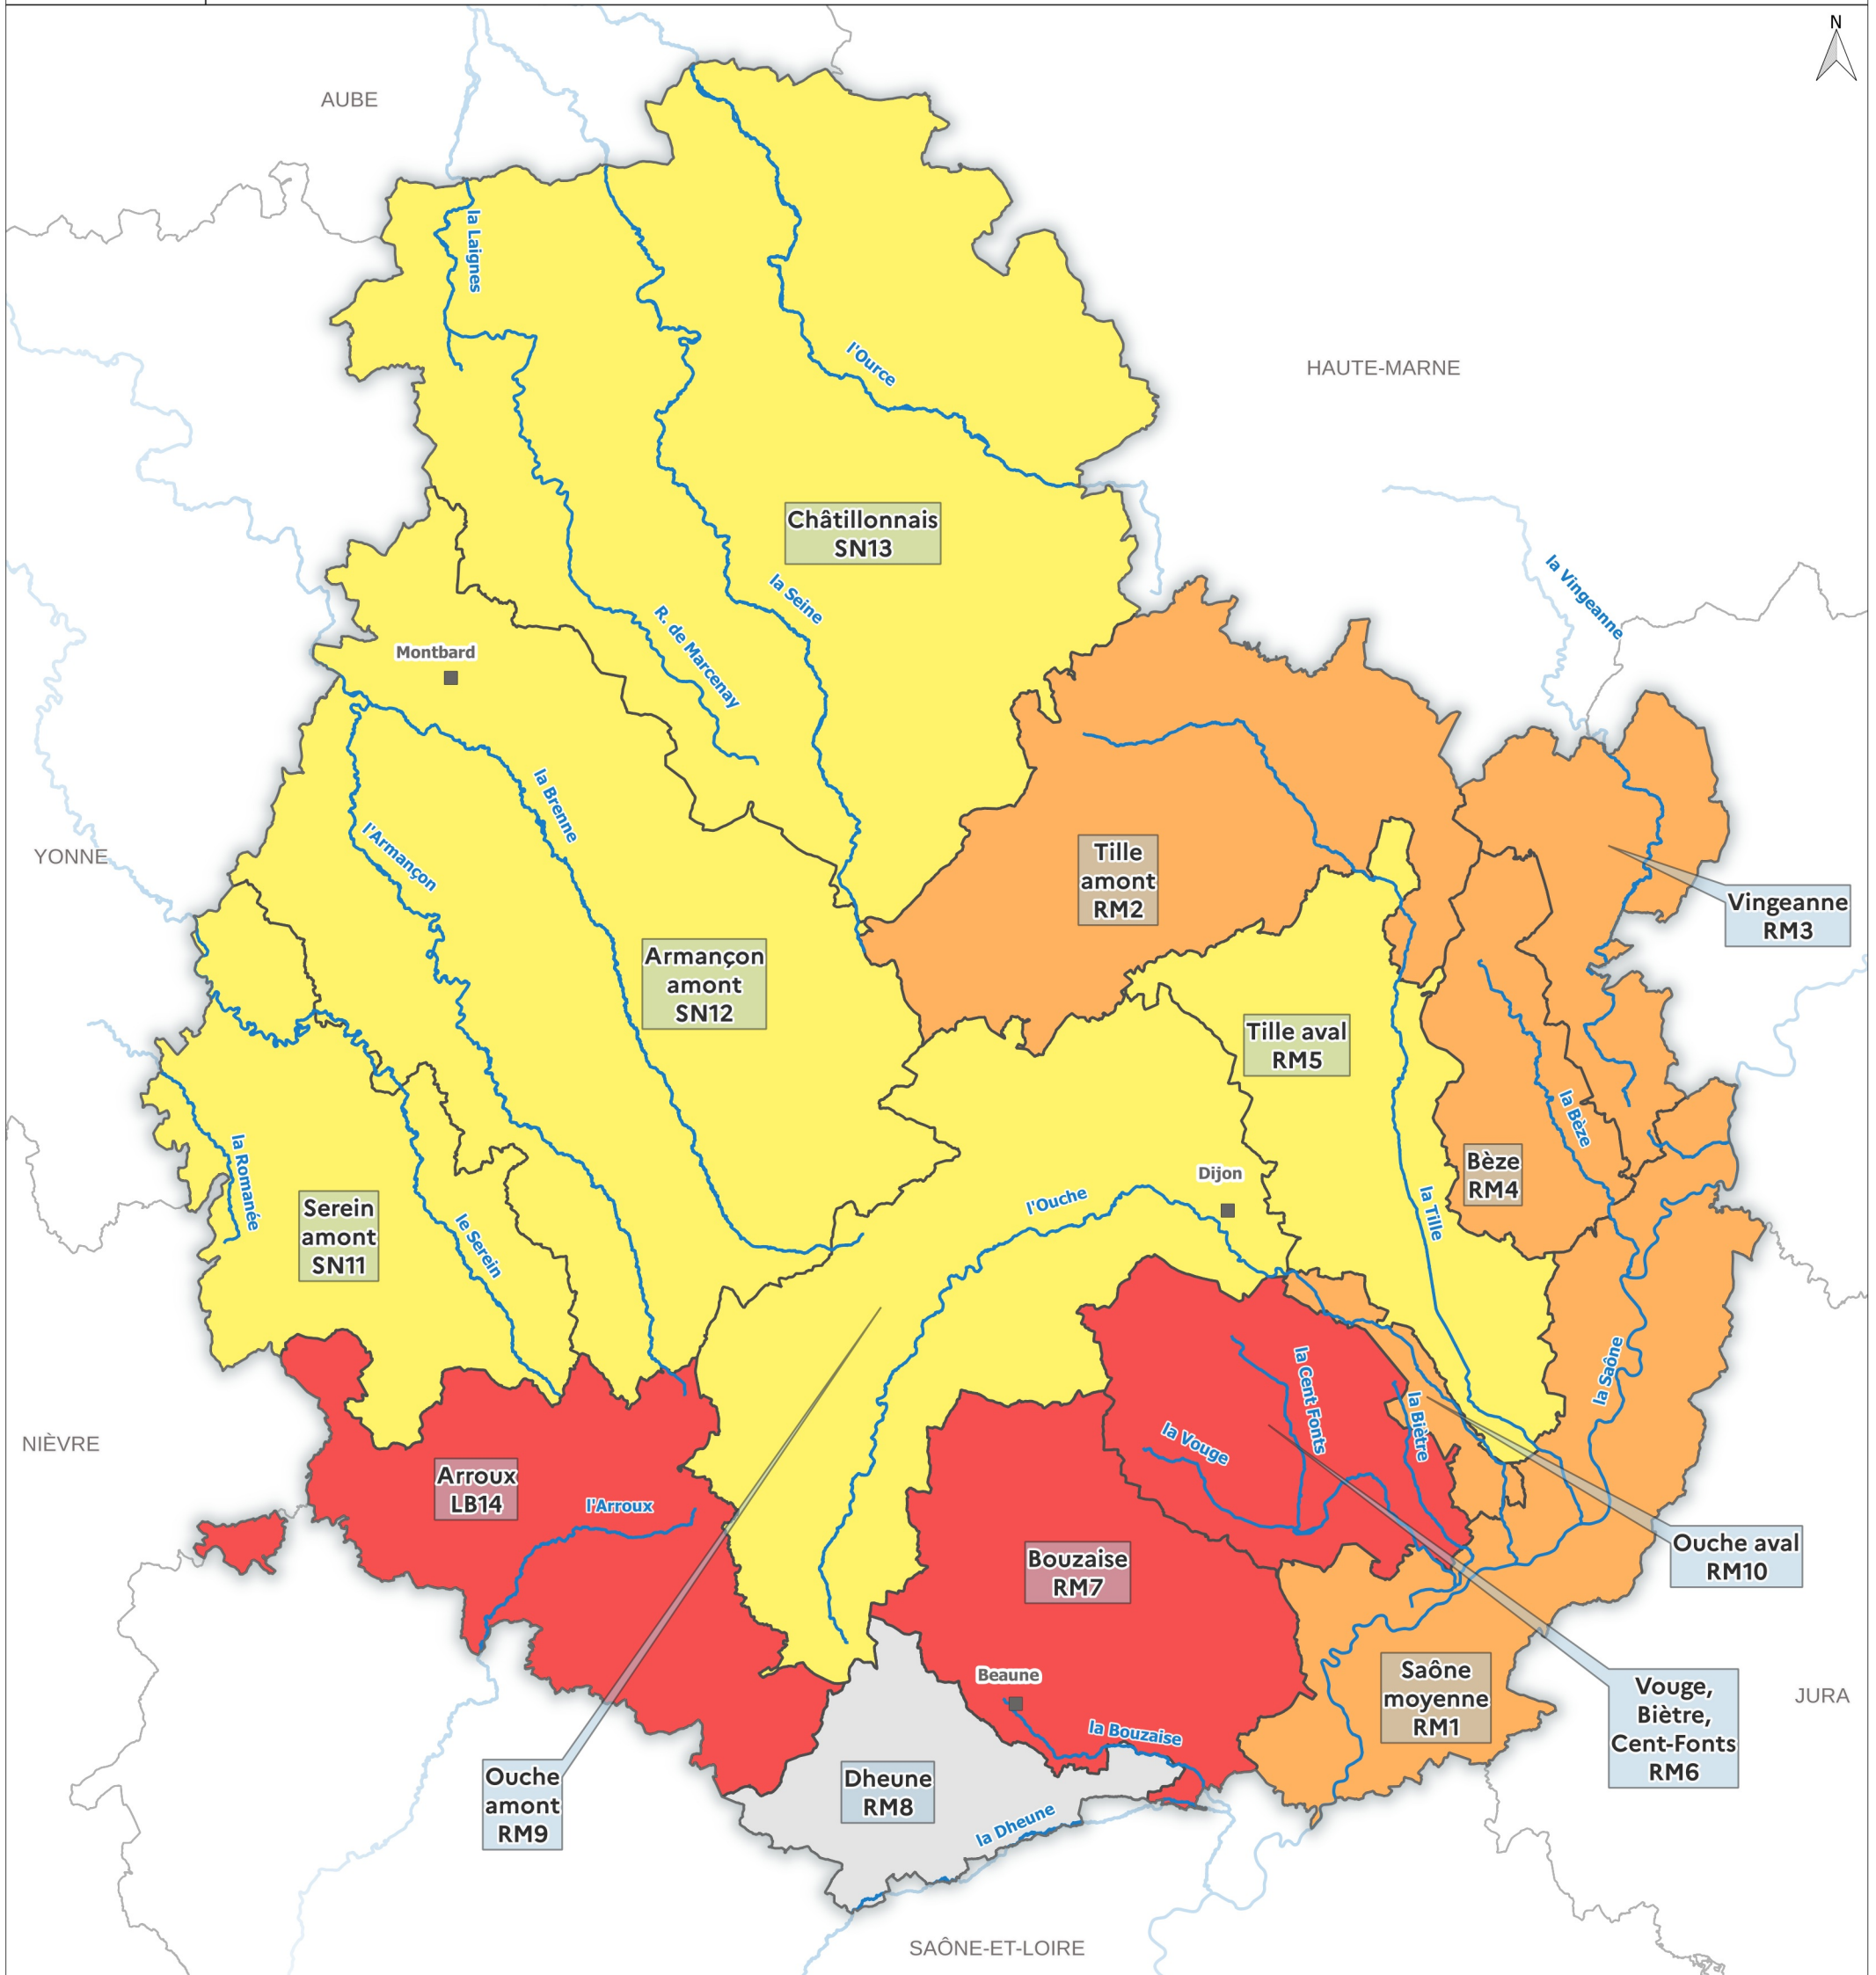 N
AUBE
la Laignes
l'Ource
HAUTE-MARNE
Châtillonnais
SN13
la Vingeanne
la Seine
R. de Marcenay
Montbard
la Brenne
l'Armançon
YONNE
Tille
amont
RM2
Vingeanne
RM3
Armançon
amont
SN12
Tille aval
RM5
la Bèze
Bèze
RM4
la Romanée
Dijon
l'Ouche
la Tille
Serein
amont
SN11
le Serein
la Saône
la Cent Fonts
la Biètre
la Vouge
NIÈVRE
Arroux
LB14
l'Arroux
Ouche aval
RM10
Bouzaise
RM7
Beaune
Saône
moyenne
RM1
Vouge,
Biètre,
Cent-Fonts
RM6
JURA
la Bouzaise
Ouche
amont
RM9
Dheune
RM8
la Dheune
SAÔNE-ET-LOIRE